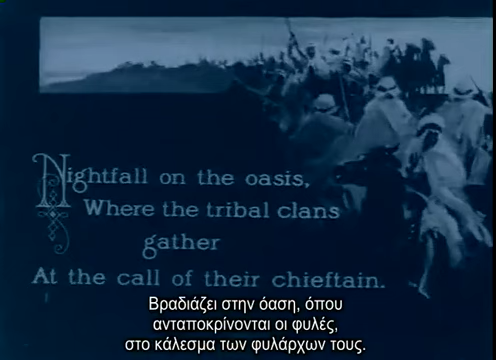 Nightfall on the oasis,
Where the tribal clans
gather
At the call of their chieftain.
Βραδιάζει στην όαση, όπου
ανταποκρίνονται οι φυλές,
στο κάλεσμα των φυλάρχων τους.